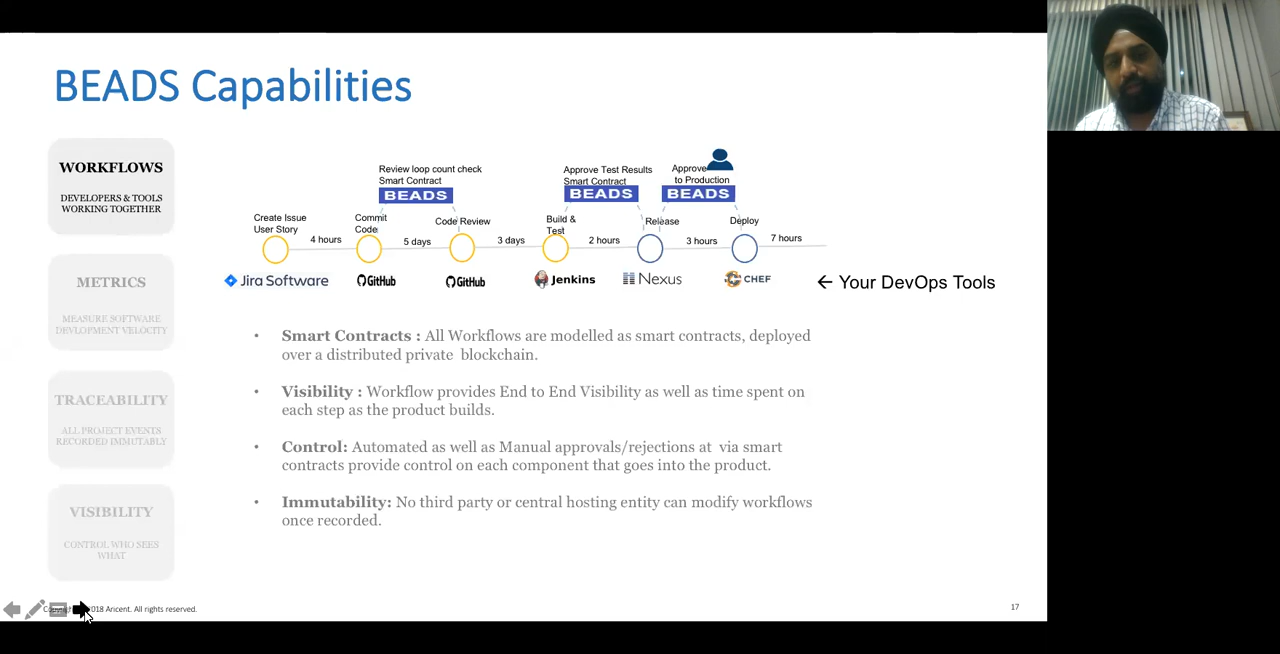 BEADS Capabilities
WORKFLOWS
DEVELOPERS & TOOLS
WORKING TOGETHER
METRICS
MEASURE SOFTWARE
DEVLOPMENT VELOCITY
TRACEABILITY
ALL PROJECT EVENTS
RECORDED IMMUTABLY
VISIBILITY
CONTROL WHO SEES
WHAT
Review loop count check
Smart Contract
BEADS
Approve Test Results
Smart Contract
BEADS
Approve
to Production
BEADS
Create Issue
User Story
4 hours
Commit
Code
5 days
Code Review
3 days
Build &
Test
2 hours
Release
3 hours
Deploy
7 hours
Jira Software
GitHub
GitHub
Jenkins
Nexus
CHEF
← Your DevOps Tools
• Smart Contracts : All Workflows are modelled as smart contracts, deployed
over a distributed private blockchain.
• Visibility : Workflow provides End to End Visibility as well as time spent on
each step as the product builds.
• Control: Automated as well as Manual approvals/rejections at via smart
contracts provide control on each component that goes into the product.
• Immutability: No third party or central hosting entity can modify workflows
once recorded.
Aricent. All rights reserved.
17